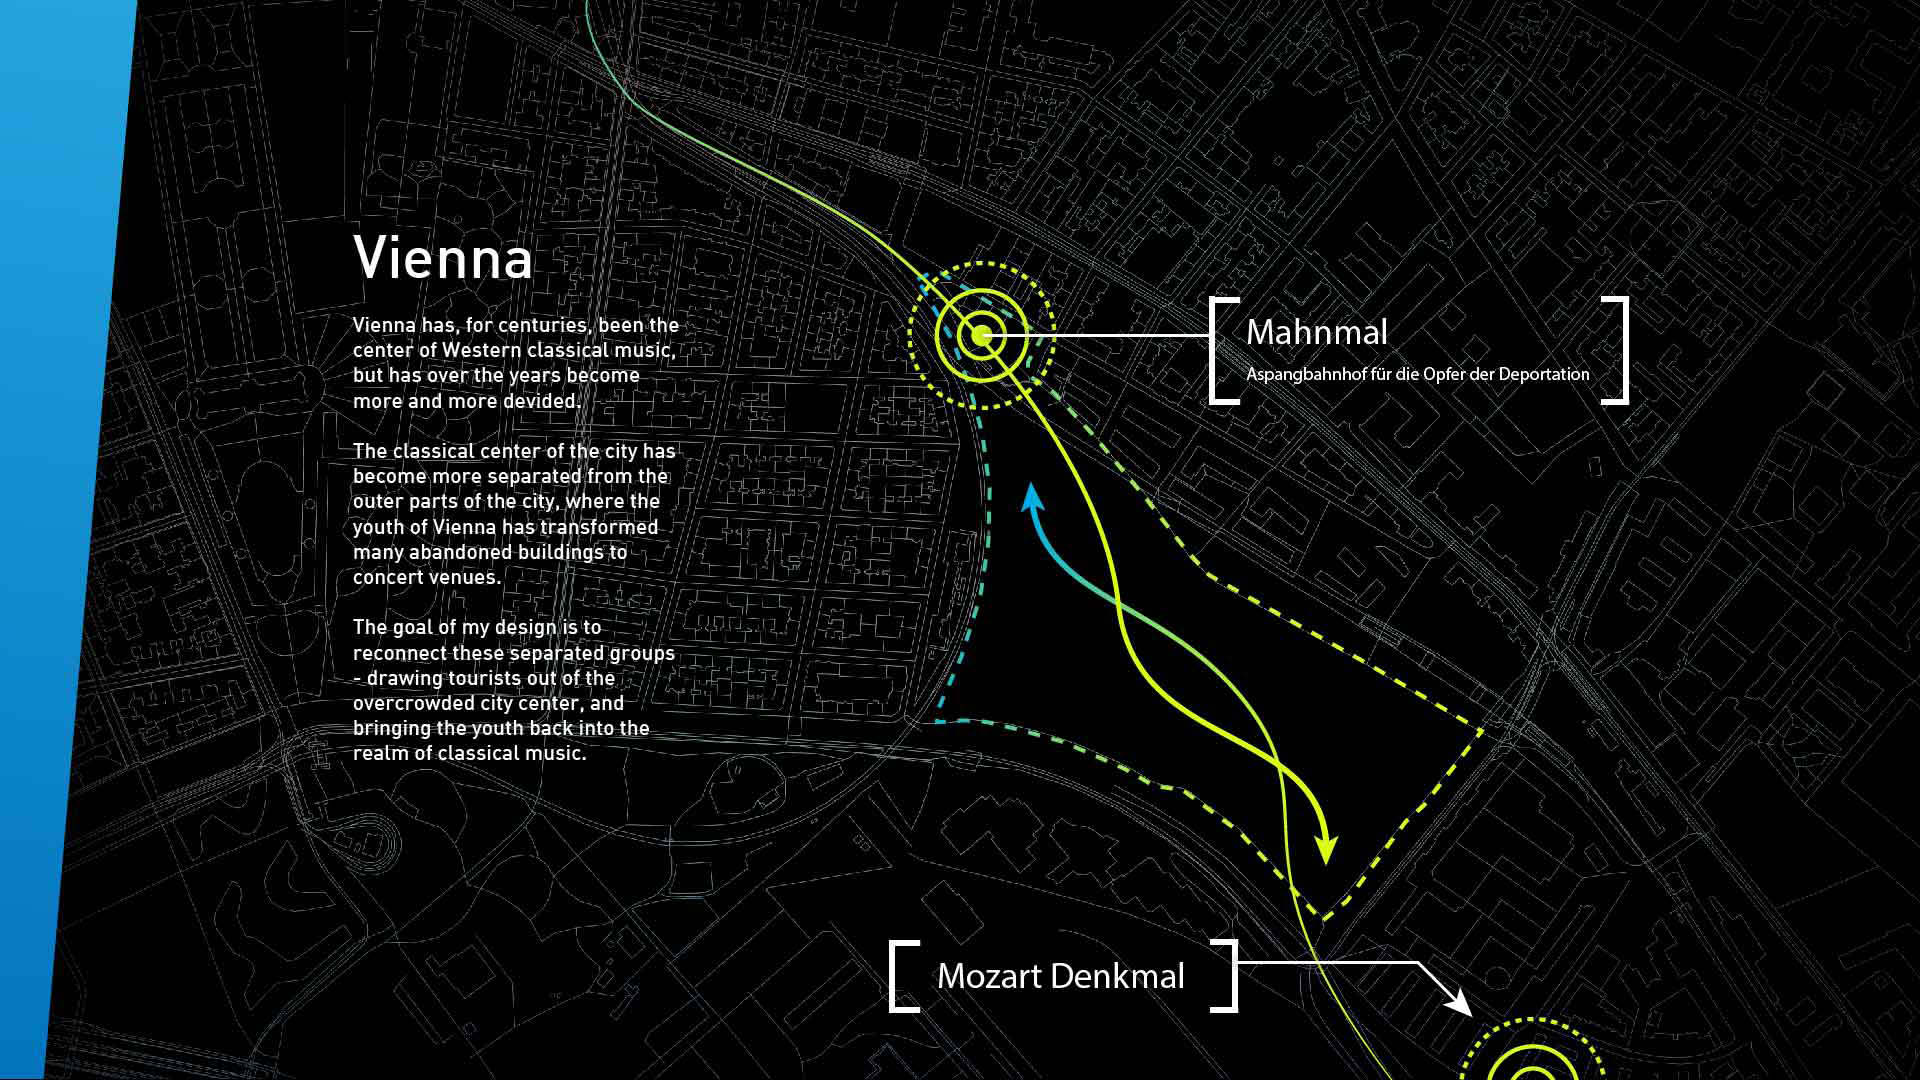 Vienna
Vienna has, for centuries, been the
center of Western classical music,
but has over the years become
more and more devided.
The classical center of the city has
become more separated from the
outer parts of the city, where the
youth of Vienna has transformed
many abandoned buildings to
concert venues.
The goal of my design is to
reconnect these separated groups
- drawing tourists out of the
overcrowded city center, and
bringing the youth back into the
realm of classical music.
Mahnmal
Aspangbahnhof für die Opfer der Deportation
Mozart Denkmal